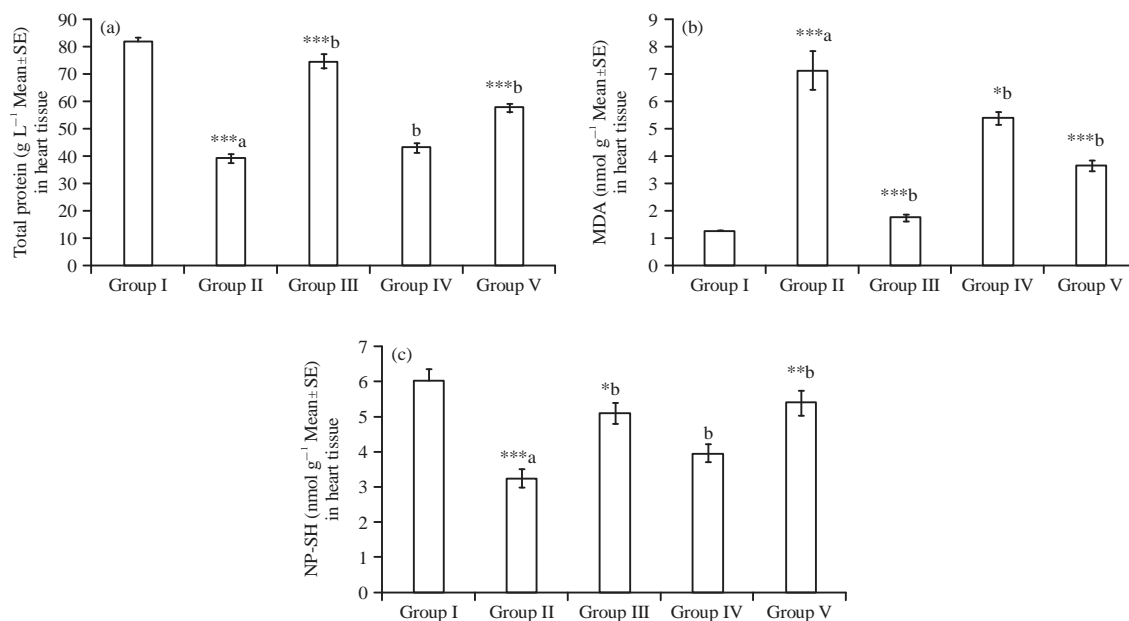 (a)
Total protein (g L⁻¹ Mean±SE)
in heart tissue
90
80
70
60
50
40
30
20
10
0
***a
***b
b
***b
Group I Group II Group III Group IV Group V
(b)
MDA (nmol g⁻¹ Mean±SE)
in heart tissue
9
8
7
6
5
4
3
2
1
0
***a
***b
*b
***b
Group I Group II Group III Group IV Group V
(c)
NP-SH (nmol g⁻¹ Mean±SE)
in heart tissue
7
6
5
4
3
2
1
0
***a
*b
b
**b
Group I Group II Group III Group IV Group V